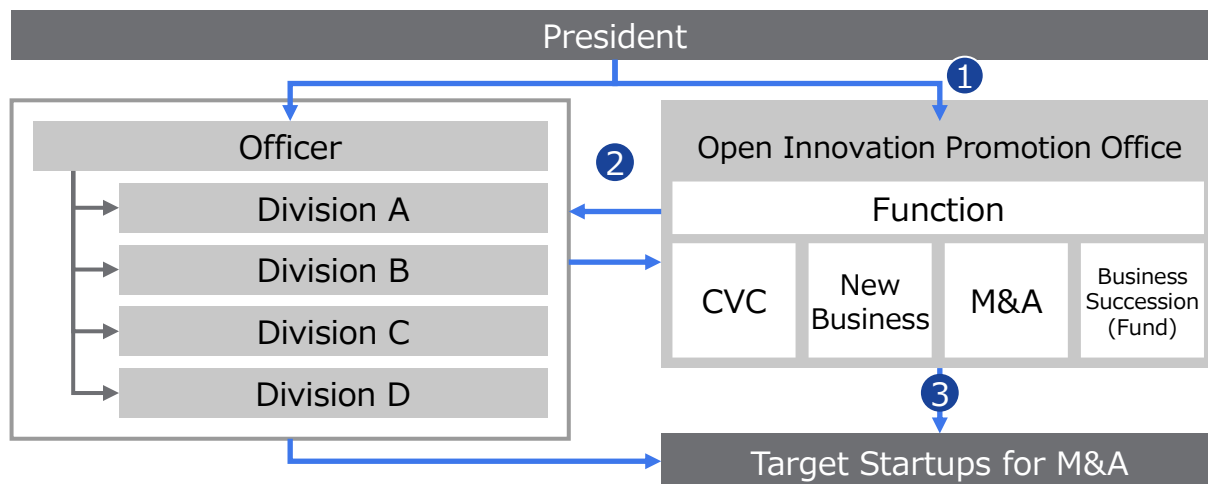 President
1
Officer
Division A
Division B
Division C
Division D
2
Open Innovation Promotion Office
Function
CVC
New
Business
M&A
Business
Succession
(Fund)
3
Target Startups for M&A